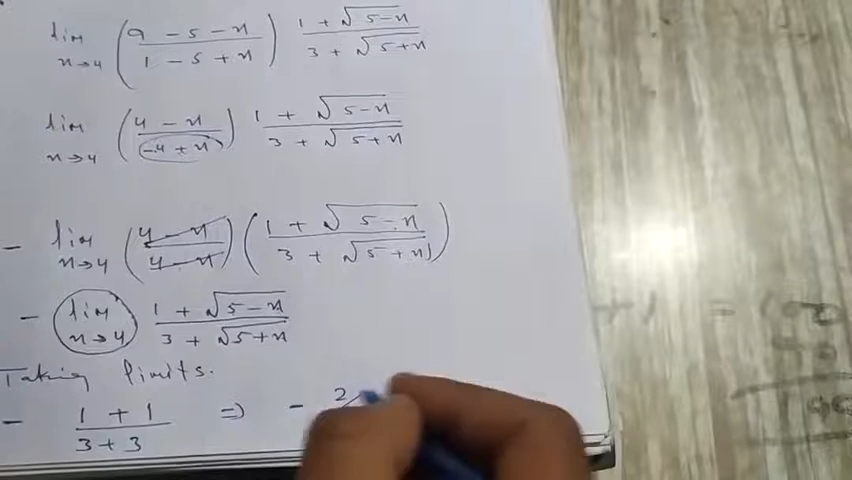 lim n→4 (9 - 5 - n / 1 - 5 + n) 1 + √5-n / 3 + √5+n
lim n→4 (4 - n / -4 + n) 1 + √5-n / 3 + √5+n
- lim n→4 (4 - n / 4 - n) (1 + √5-n / 3 + √5+n)
- lim n→4 1 + √5-n / 3 + √5+n
Taking limits.
- 1 + 1 / 3 + 3 => - 2/